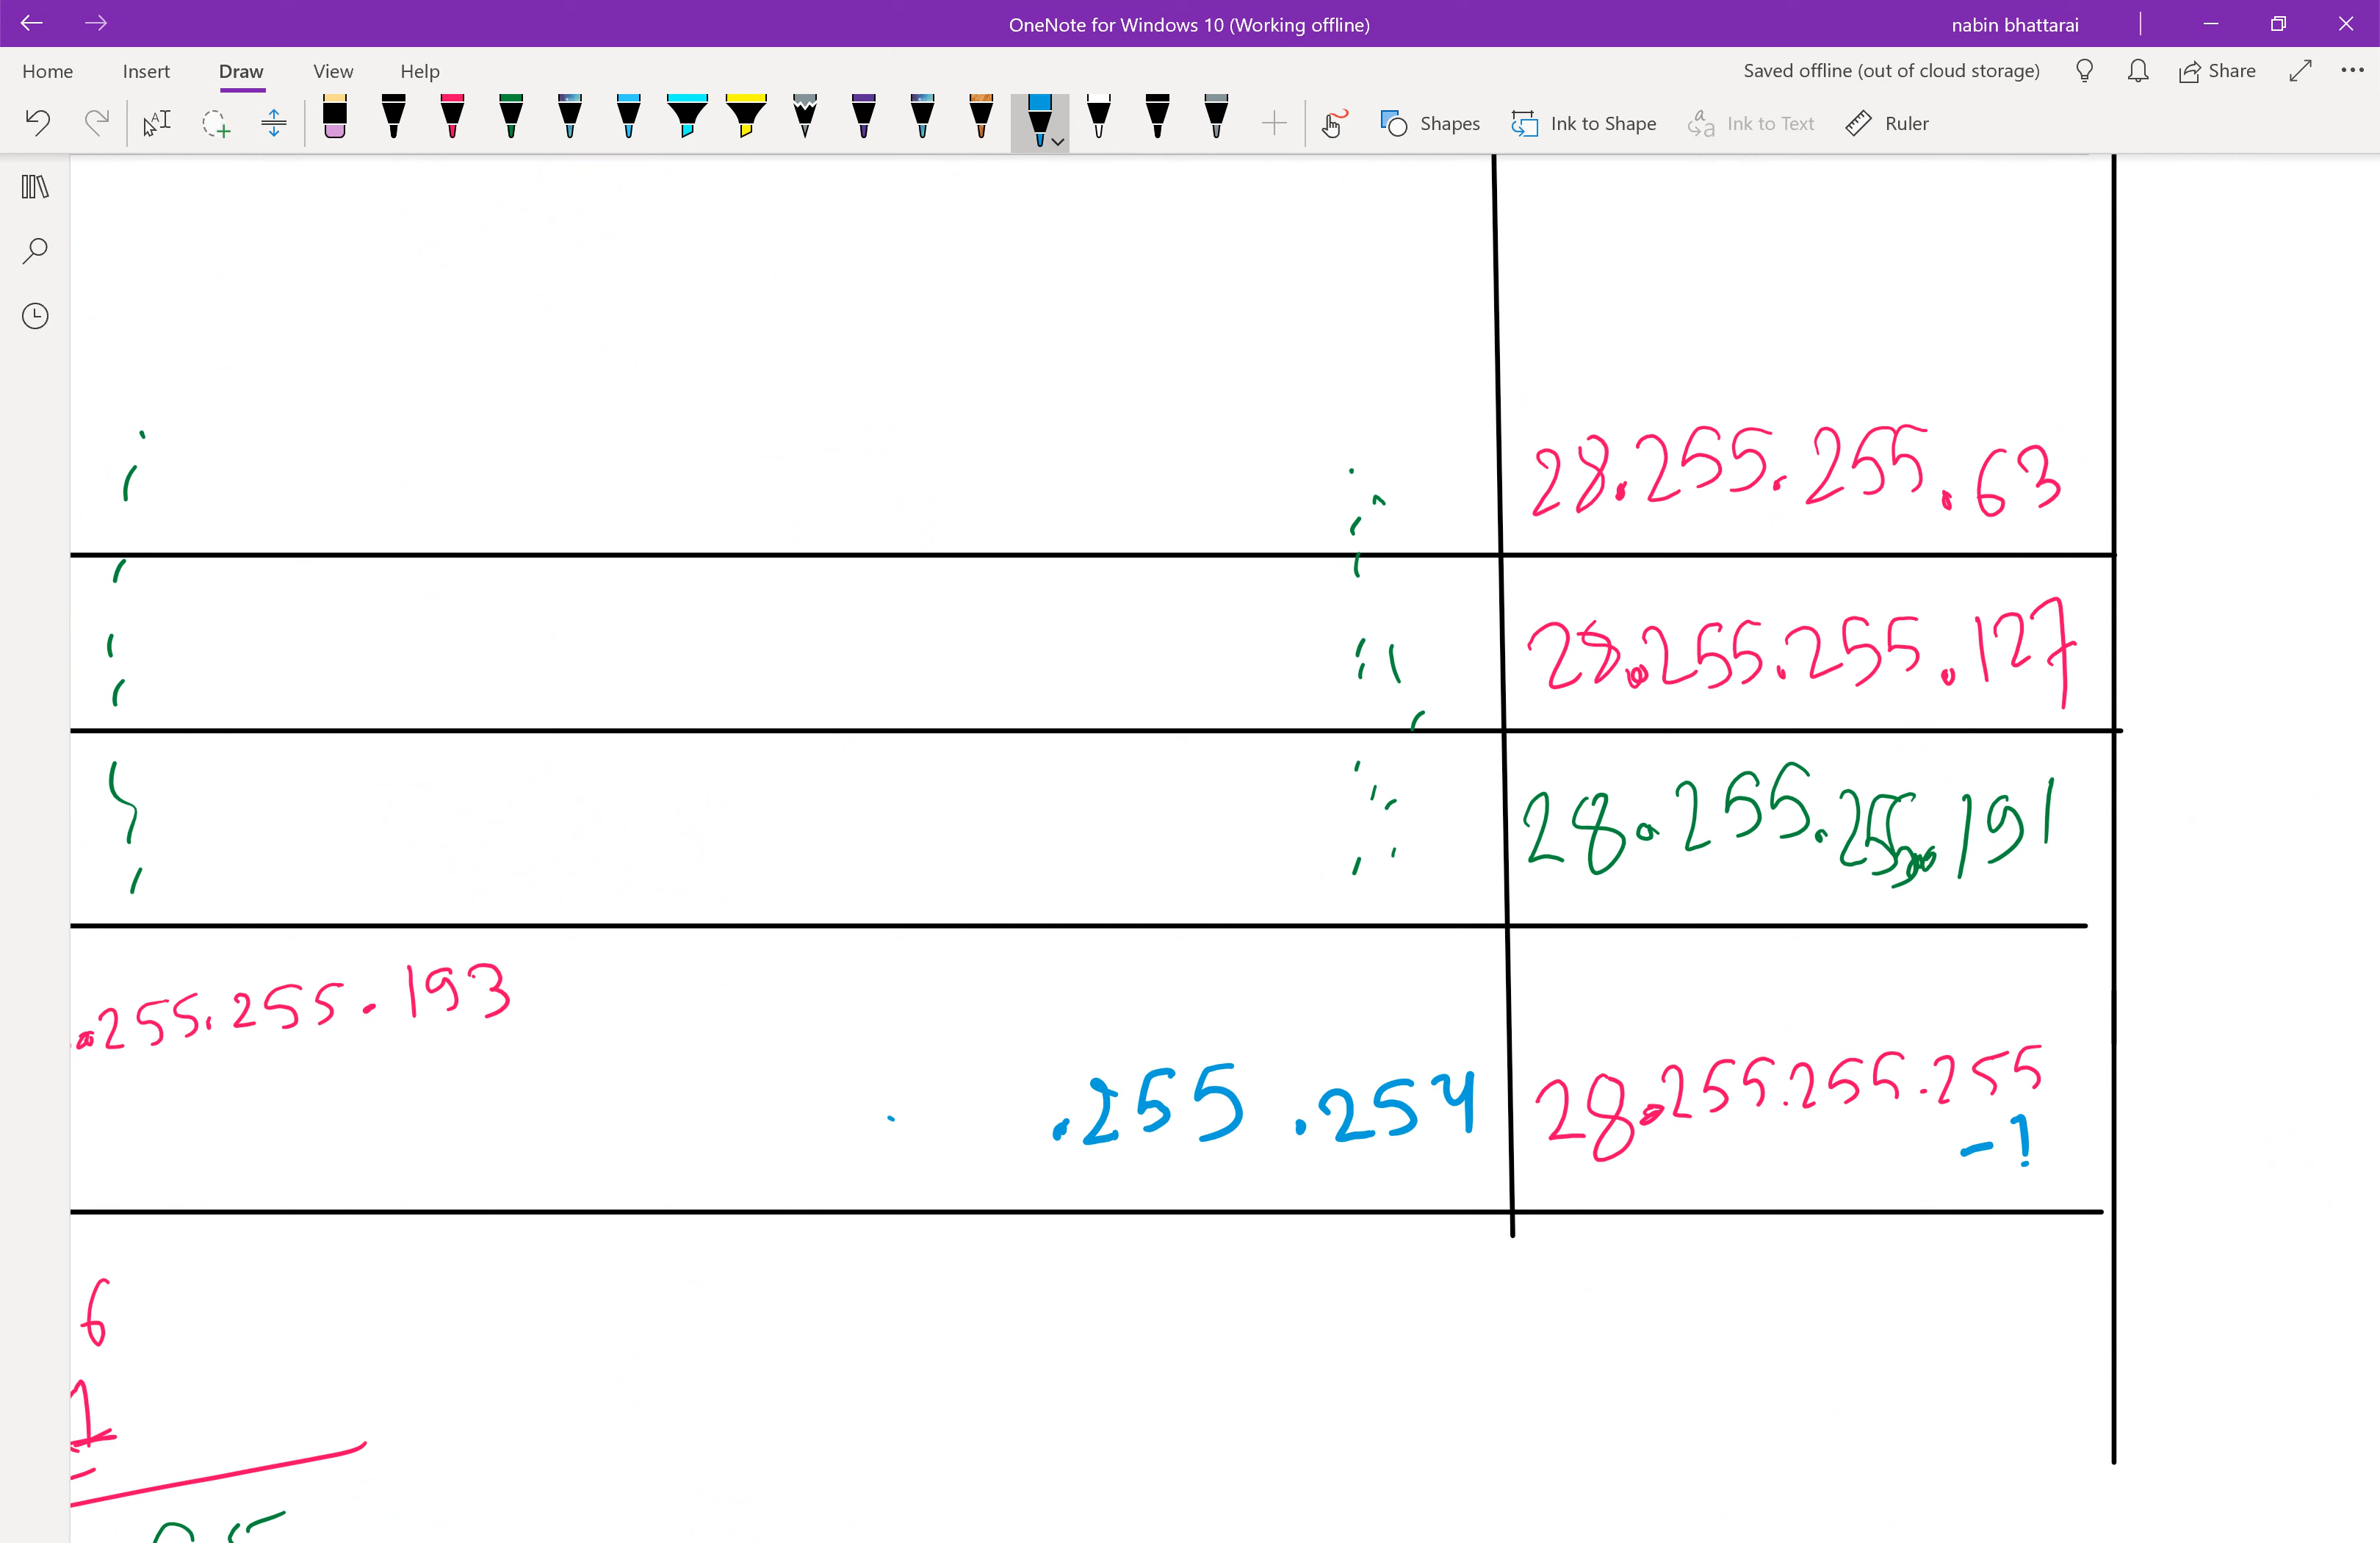 OneNote for Windows 10 (Working offline)
nabin bhattarai
Home Insert Draw View Help
Saved offline (out of cloud storage)
Share
Shapes
Ink to Shape
Ink to Text
Ruler
28.255.255.63
28.255.255.127
28.255.255.191
.255.255.193
.255.254
28.255.255.255
-1
6
1